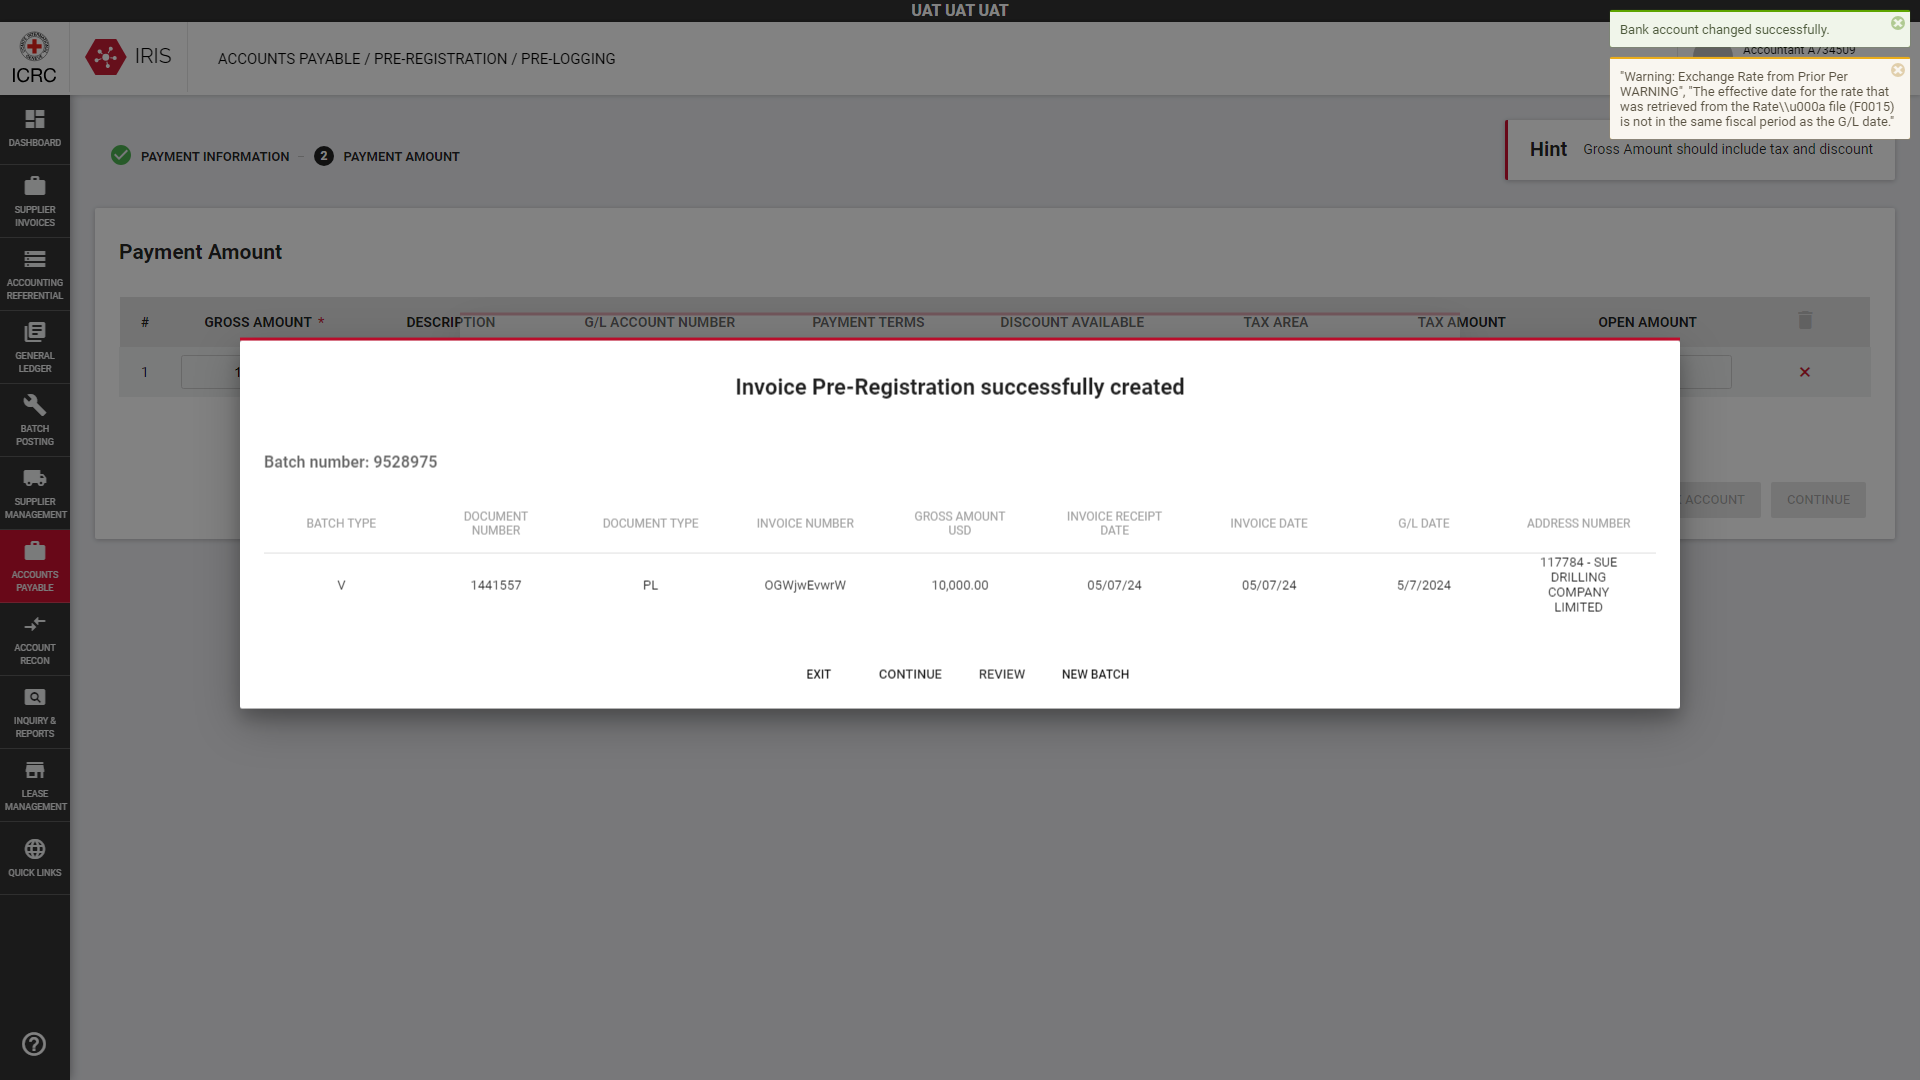 UAT UAT UAT
ICRC
IRIS
ACCOUNTS PAYABLE / PRE-REGISTRATION / PRE-LOGGING
Accountant A734509
Bank account changed successfully.
"Warning: Exchange Rate from Prior Per
WARNING", "The effective date for the rate that
was retrieved from the Rate\\u000a file (F0015)
is not in the same fiscal period as the G/L date."
DASHBOARD
SUPPLIER
INVOICES
ACCOUNTING
REFERENTIAL
GENERAL
LEDGER
BATCH
POSTING
SUPPLIER
MANAGEMENT
ACCOUNTS
PAYABLE
ACCOUNT
RECON
INQUIRY &
REPORTS
LEASE
MANAGEMENT
QUICK LINKS
PAYMENT INFORMATION
2 PAYMENT AMOUNT
Hint Gross Amount should include tax and discount
Payment Amount
# GROSS AMOUNT * DESCRIPTION G/L ACCOUNT NUMBER PAYMENT TERMS DISCOUNT AVAILABLE TAX AREA TAX AMOUNT OPEN AMOUNT
1 1
ACCOUNT CONTINUE
Invoice Pre-Registration successfully created
Batch number: 9528975
BATCH TYPE DOCUMENT NUMBER DOCUMENT TYPE INVOICE NUMBER GROSS AMOUNT USD INVOICE RECEIPT DATE INVOICE DATE G/L DATE ADDRESS NUMBER
V 1441557 PL OGWjwEvwrW 10,000.00 05/07/24 05/07/24 5/7/2024 117784 - SUE DRILLING COMPANY LIMITED
EXIT CONTINUE REVIEW NEW BATCH